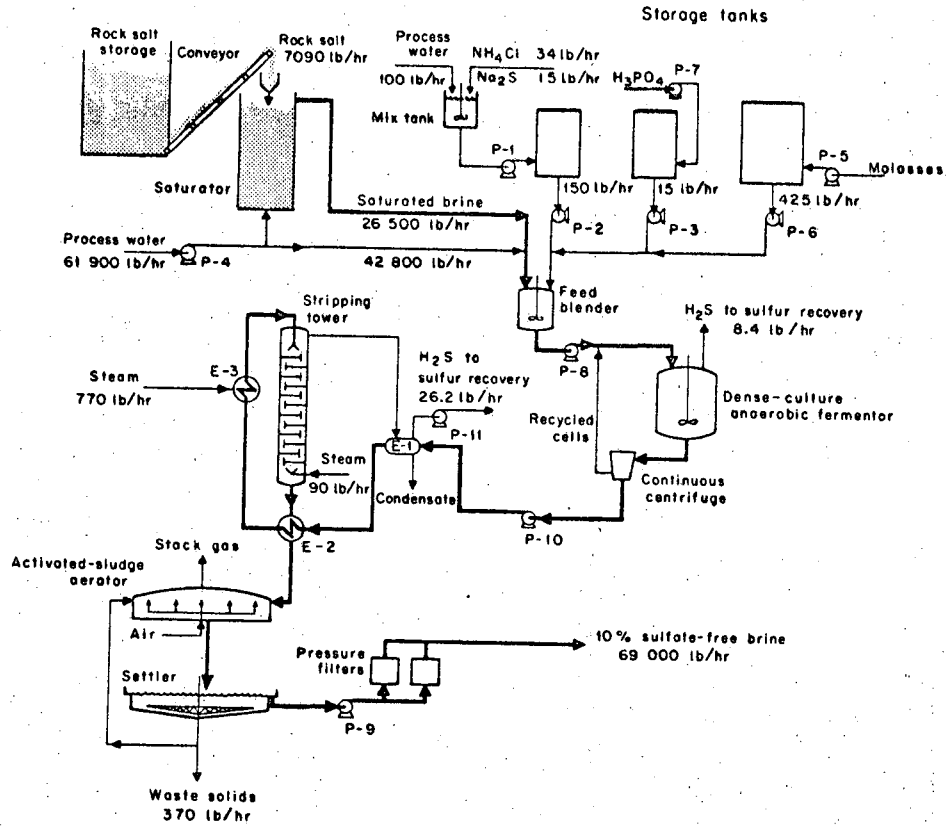 Storage tanks
Rock salt
storage
Conveyor
Rock salt
7090 lb/hr
Process
water
100 lb/hr
NH₄Cl 34 lb/hr
Na₂S 15 lb/hr
Mix tank
H₃PO₄
P-7
P-1
P-5
Molasses
Saturator
150 lb/hr
15 lb/hr
425 lb/hr
P-2
P-3
P-6
Saturated brine
26 500 lb/hr
Process water
61 900 lb/hr
P-4
42 800 lb/hr
Feed
blender
H₂S to sulfur recovery
8.4 lb/hr
Stripping
tower
P-8
E-3
Steam
770 lb/hr
H₂S to
sulfur recovery
26.2 lb/hr
P-11
Dense-culture
anaerobic fermentor
Recycled
cells
E-1
Steam
90 lb/hr
Condensate
Continuous
centrifuge
P-10
E-2
Stack gas
Activated-sludge
aerator
Air
10% sulfate-free brine
69 000 lb/hr
Pressure
filters
Settler
P-9
Waste solids
370 lb/hr